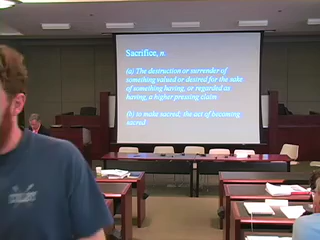 Sacrifice, n.
(a) The destruction or surrender of
something valued or desired for the sake
of something having, or regarded as
having, a higher pressing claim
(b) to make sacred; the act of becoming
sacred